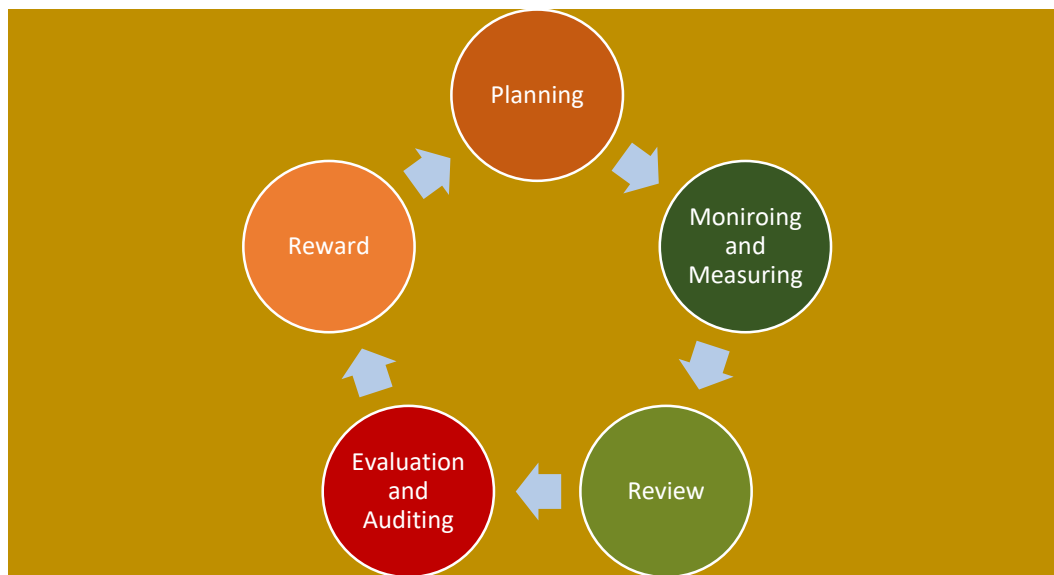 Planning
Moniroing
and
Measuring
Review
Evaluation
and
Auditing
Reward